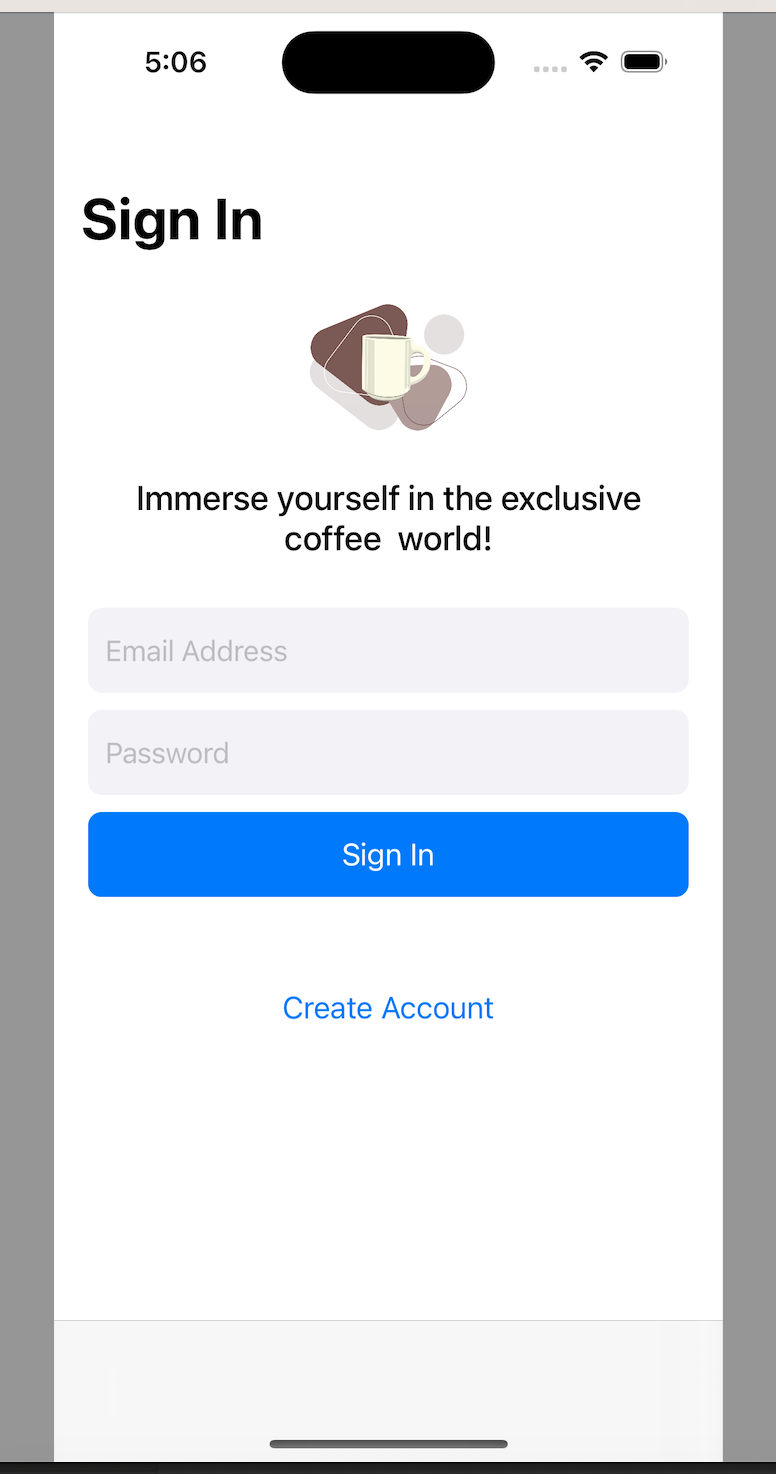 5:06
Sign In
Immerse yourself in the exclusive
coffee  world!
Email Address
Password
Sign In
Create Account